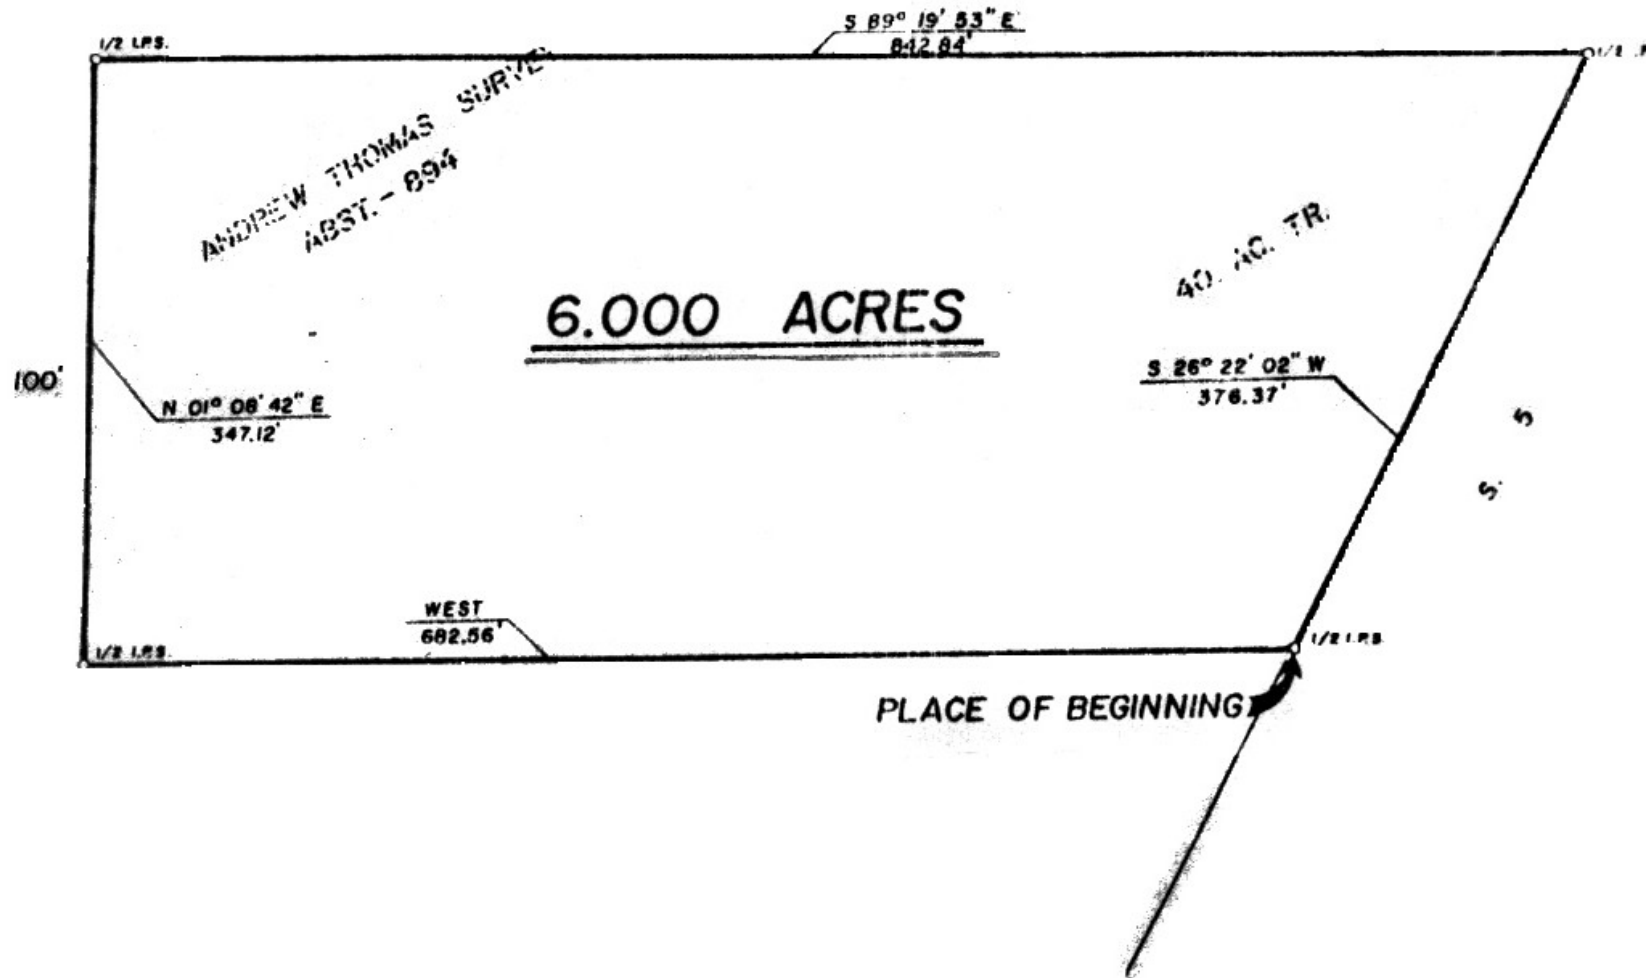 1/2 I.P.S.
S 89° 19' 53" E
842.84'
ANDREW THOMAS SURVEY
ABST. - 894
40. AC. TR.
6.000 ACRES
S 26° 22' 02" W
376.37'
100'
N 01° 08' 42" E
347.12'
S. 5
WEST
682.56'
1/2 I.P.S.
1/2 I.P.S.
PLACE OF BEGINNING